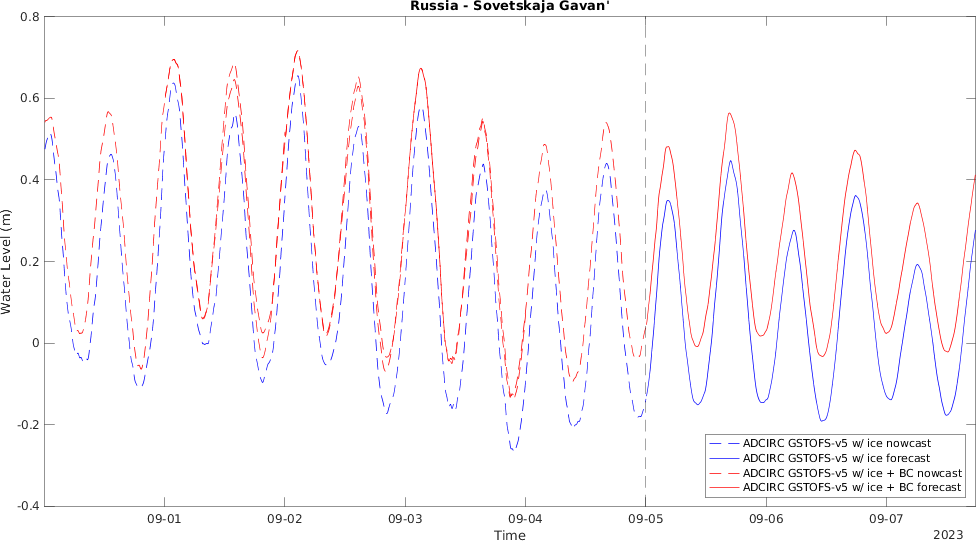 Russia - Sovetskaja Gavan'
0.8
0.6
0.4
0.2
0
-0.2
-0.4
Water Level (m)
ADCIRC GSTOFS-v5 w/ ice nowcast
ADCIRC GSTOFS-v5 w/ ice forecast
ADCIRC GSTOFS-v5 w/ ice + BC nowcast
ADCIRC GSTOFS-v5 w/ ice + BC forecast
09-01 09-02 09-03 09-04 09-05 09-06 09-07
Time
2023